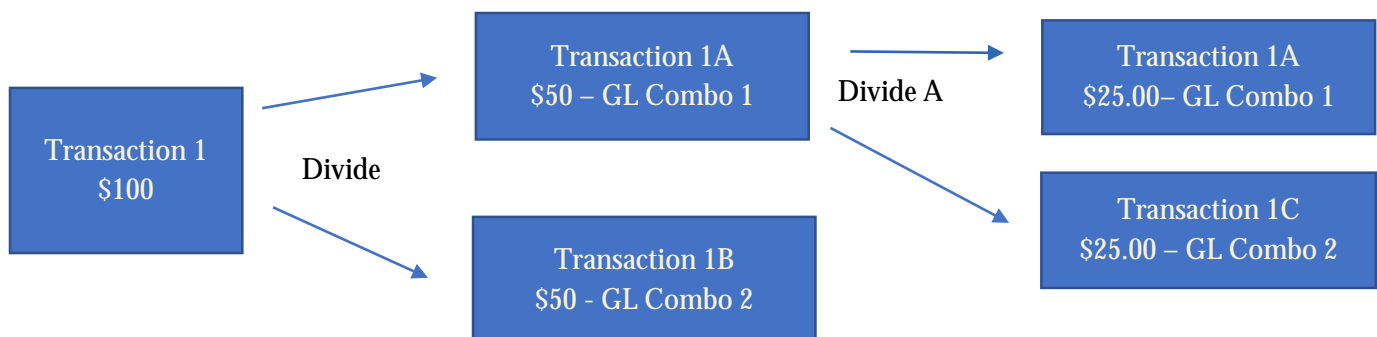 Transaction 1
$100
Divide
Transaction 1A
$50 – GL Combo 1
Transaction 1B
$50 - GL Combo 2
Divide A
Transaction 1A
$25.00– GL Combo 1
Transaction 1C
$25.00 – GL Combo 2